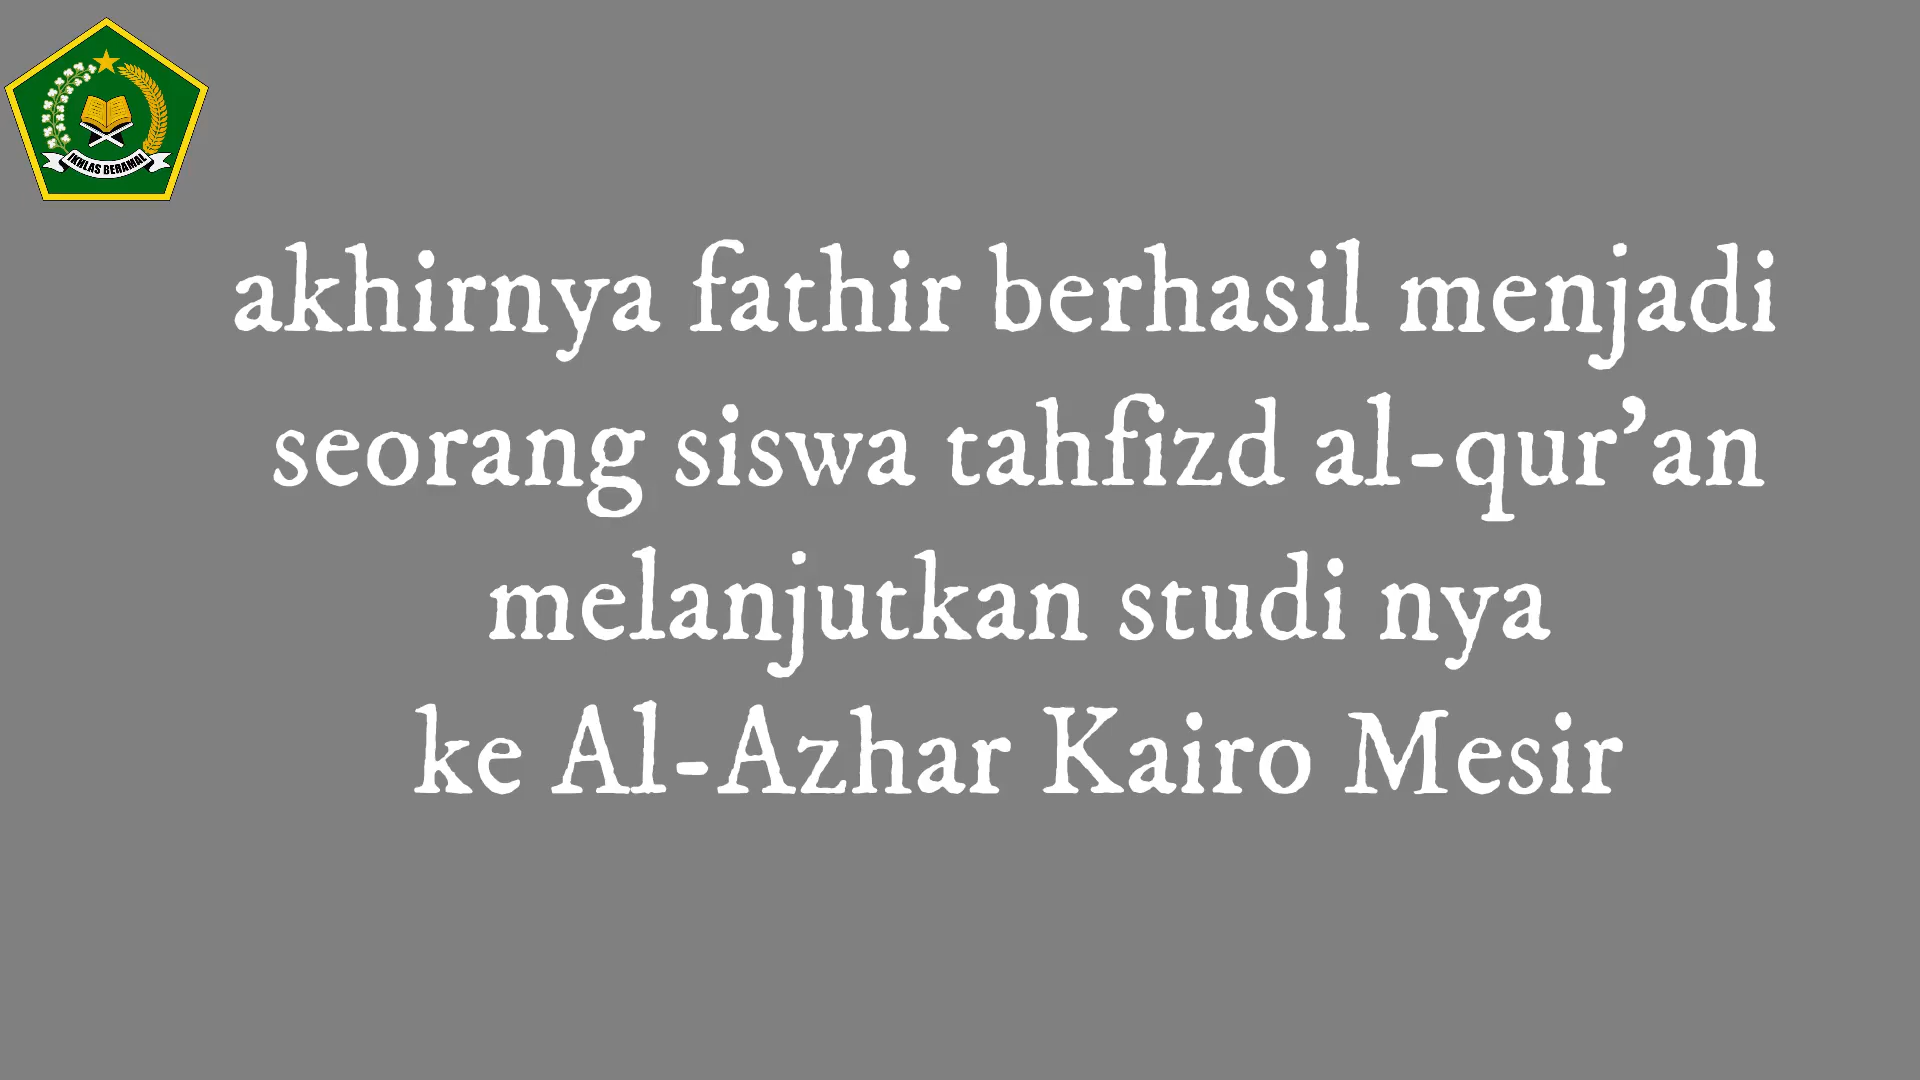 IKHLAS BERAMAL
akhirnya fathir berhasil menjadi
seorang siswa tahfizd al-qur’an
melanjutkan studi nya
ke Al-Azhar Kairo Mesir